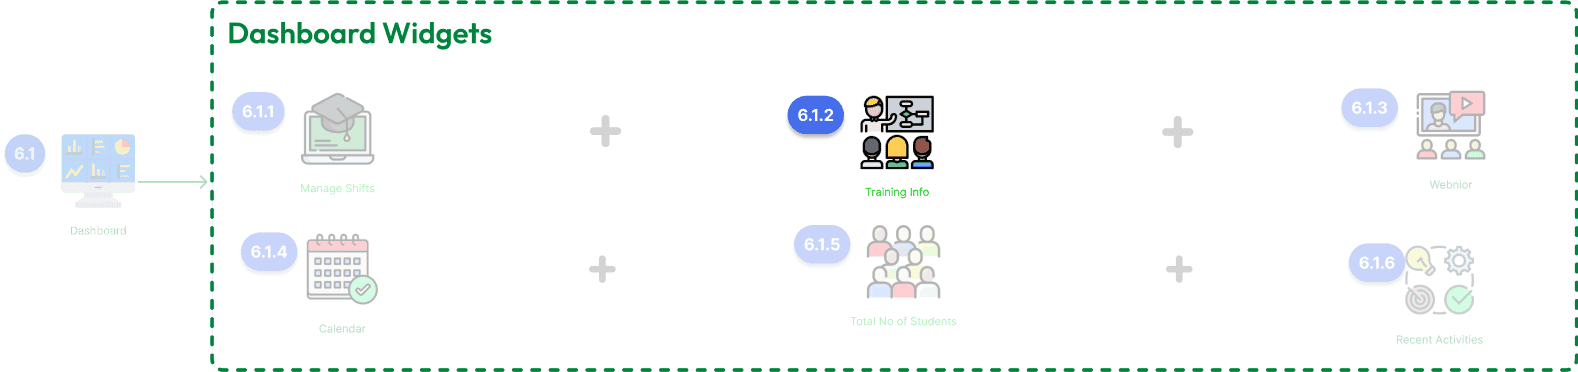 Dashboard Widgets
6.1
Dashboard
6.1.1
Manage Shifts
6.1.2
Training Info
6.1.3
Webnior
6.1.4
Calendar
6.1.5
Total No of Students
6.1.6
Recent Activities